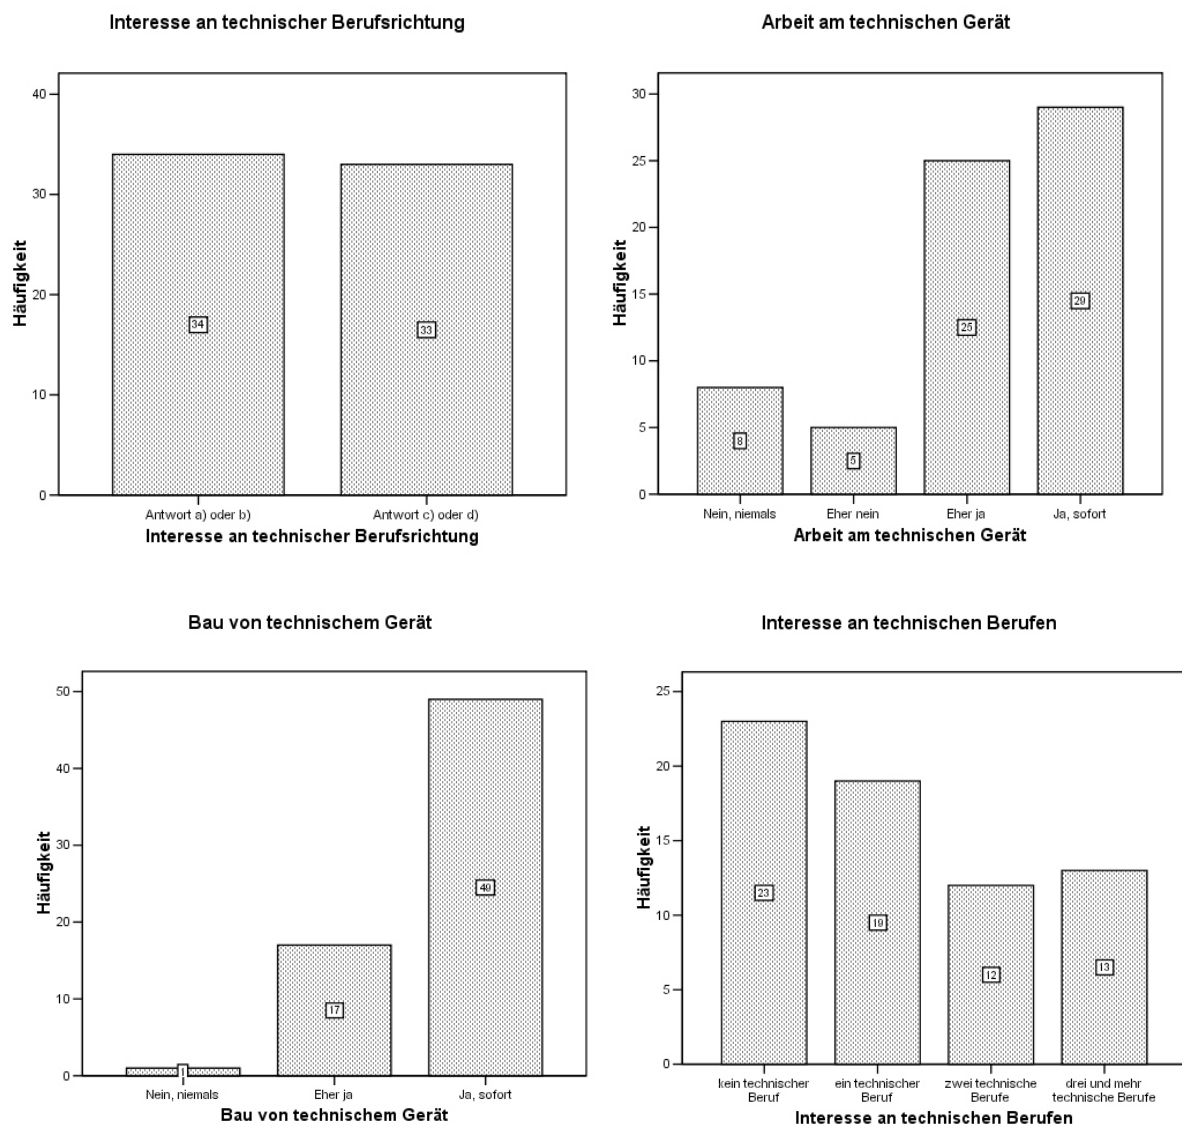 Interesse an technischer Berufsrichtung
40
30
20
10
0
Häufigkeit
34
33
Antwort a) oder b)
Antwort c) oder d)
Interesse an technischer Berufsrichtung
Arbeit am technischen Gerät
30
25
20
15
10
5
0
Häufigkeit
8
5
25
29
Nein, niemals
Eher nein
Eher ja
Ja, sofort
Arbeit am technischen Gerät
Bau von technischem Gerät
50
40
30
20
10
0
Häufigkeit
1
17
49
Nein, niemals
Eher ja
Ja, sofort
Bau von technischem Gerät
Interesse an technischen Berufen
25
20
15
10
5
0
Häufigkeit
23
19
12
13
kein technischer
Beruf
ein technischer
Beruf
zwei technische
Berufe
drei und mehr
technische Berufe
Interesse an technischen Berufen